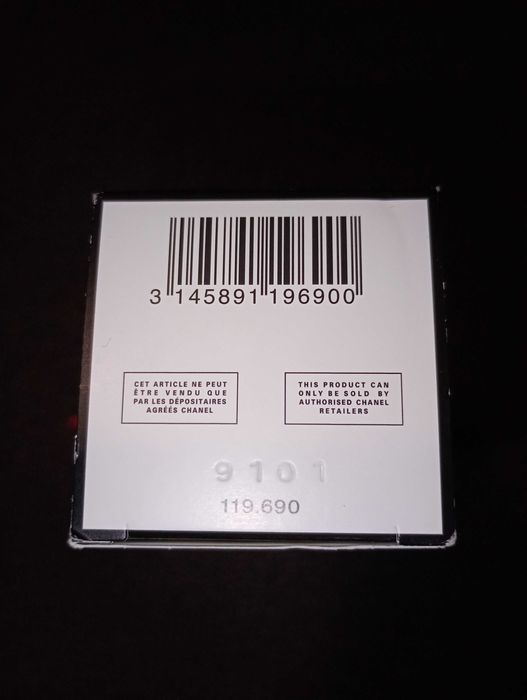 3 145891 196900
CET ARTICLE NE PEUT
ÊTRE VENDU QUE
PAR LES DÉPOSITAIRES
AGRÉÉS CHANEL
THIS PRODUCT CAN
ONLY BE SOLD BY
AUTHORISED CHANEL
RETAILERS
9101
119.690